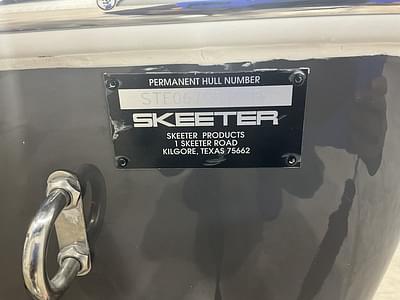 PERMANENT HULL NUMBER
SKEETER
SKEETER PRODUCTS
1 SKEETER ROAD
KILGORE, TEXAS 75662